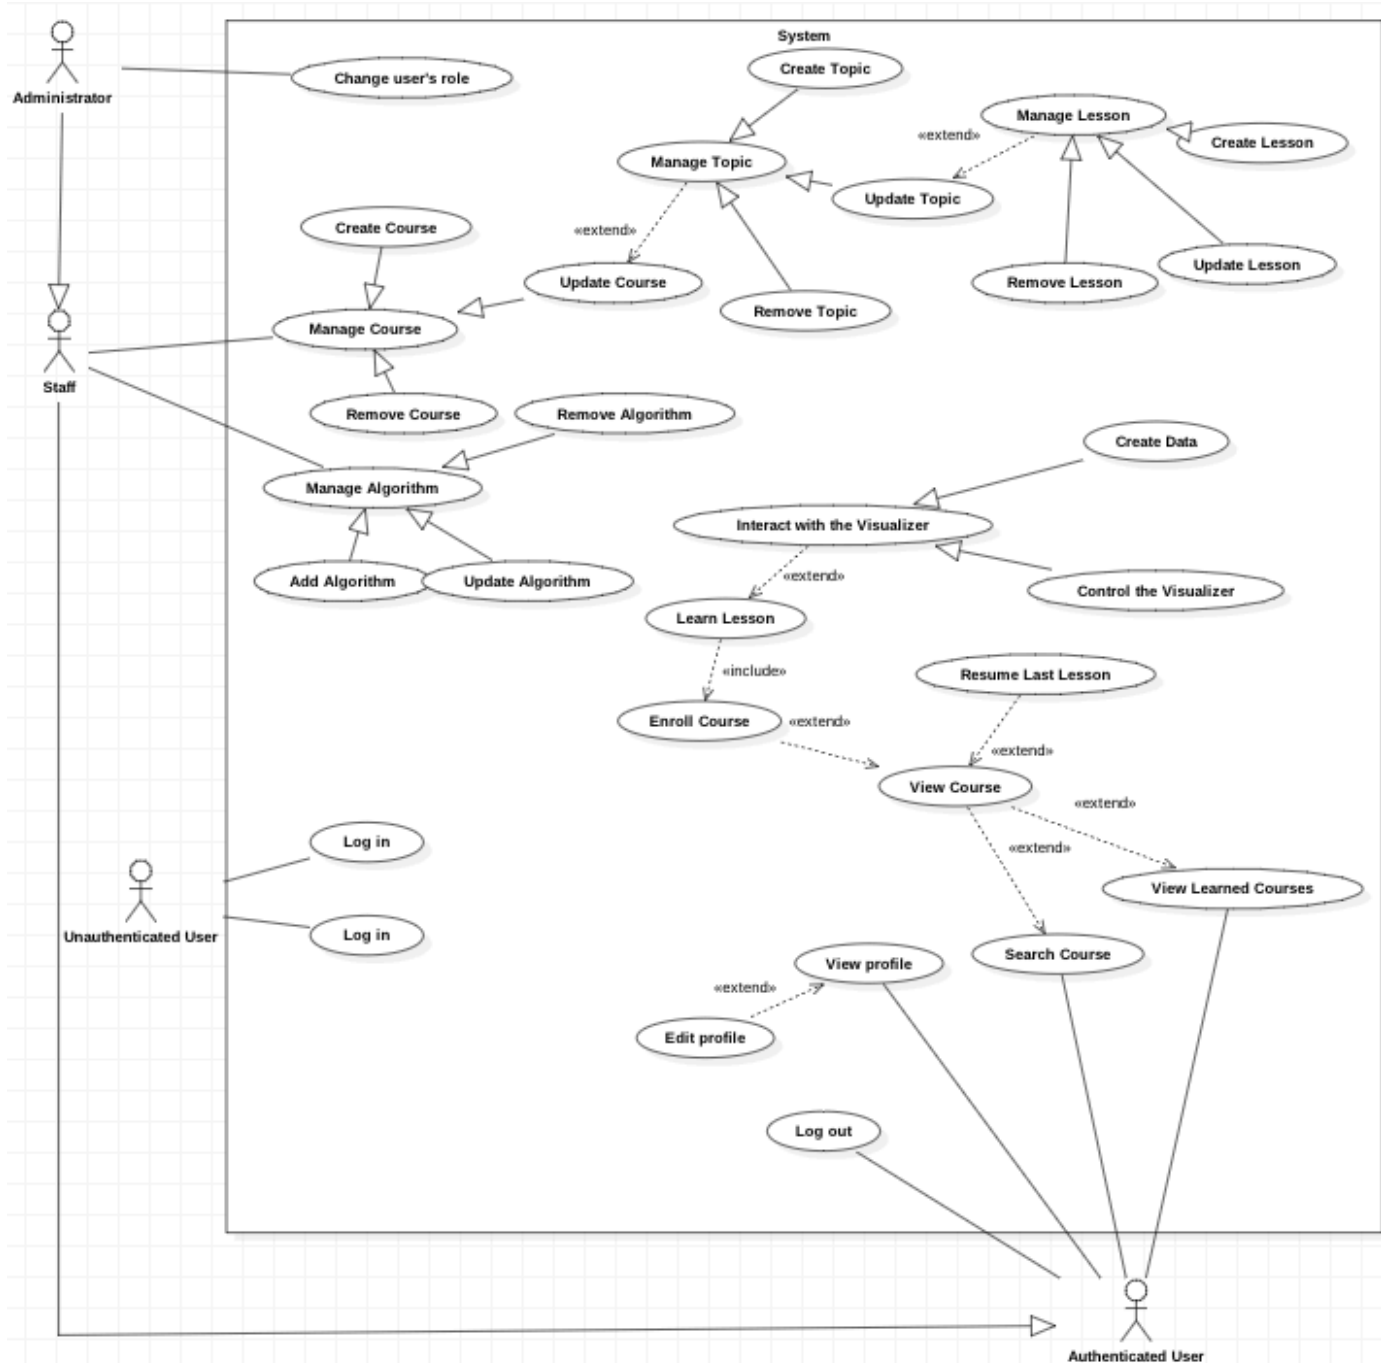 System
Administrator
Change user's role
Create Topic
Manage Lesson
«extend»
Create Lesson
Manage Topic
Update Topic
Create Course
«extend»
Update Lesson
Update Course
Remove Lesson
Remove Topic
Manage Course
Staff
Remove Course
Remove Algorithm
Create Data
Manage Algorithm
Interact with the Visualizer
Add Algorithm
Update Algorithm
«extend»
Control the Visualizer
Learn Lesson
«include»
Resume Last Lesson
Enroll Course
«extend»
«extend»
View Course
«extend»
Log in
«extend»
View Learned Courses
Unauthenticated User
Log in
Search Course
View profile
«extend»
Edit profile
Log out
Authenticated User